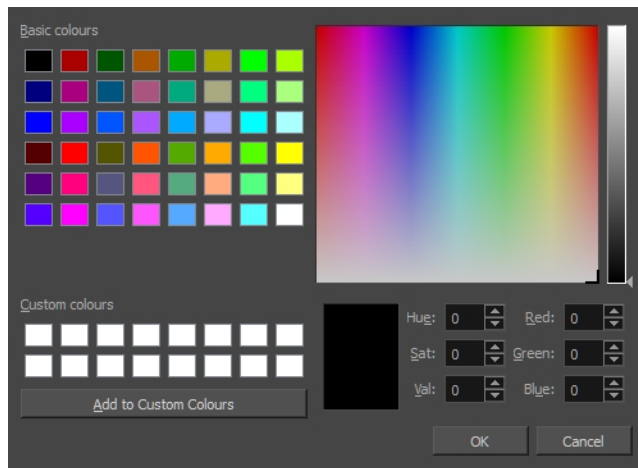 Basic colours
Custom colours
Add to Custom Colours
Hue: 0 Red: 0
Sat: 0 Green: 0
Val: 0 Blue: 0
OK Cancel